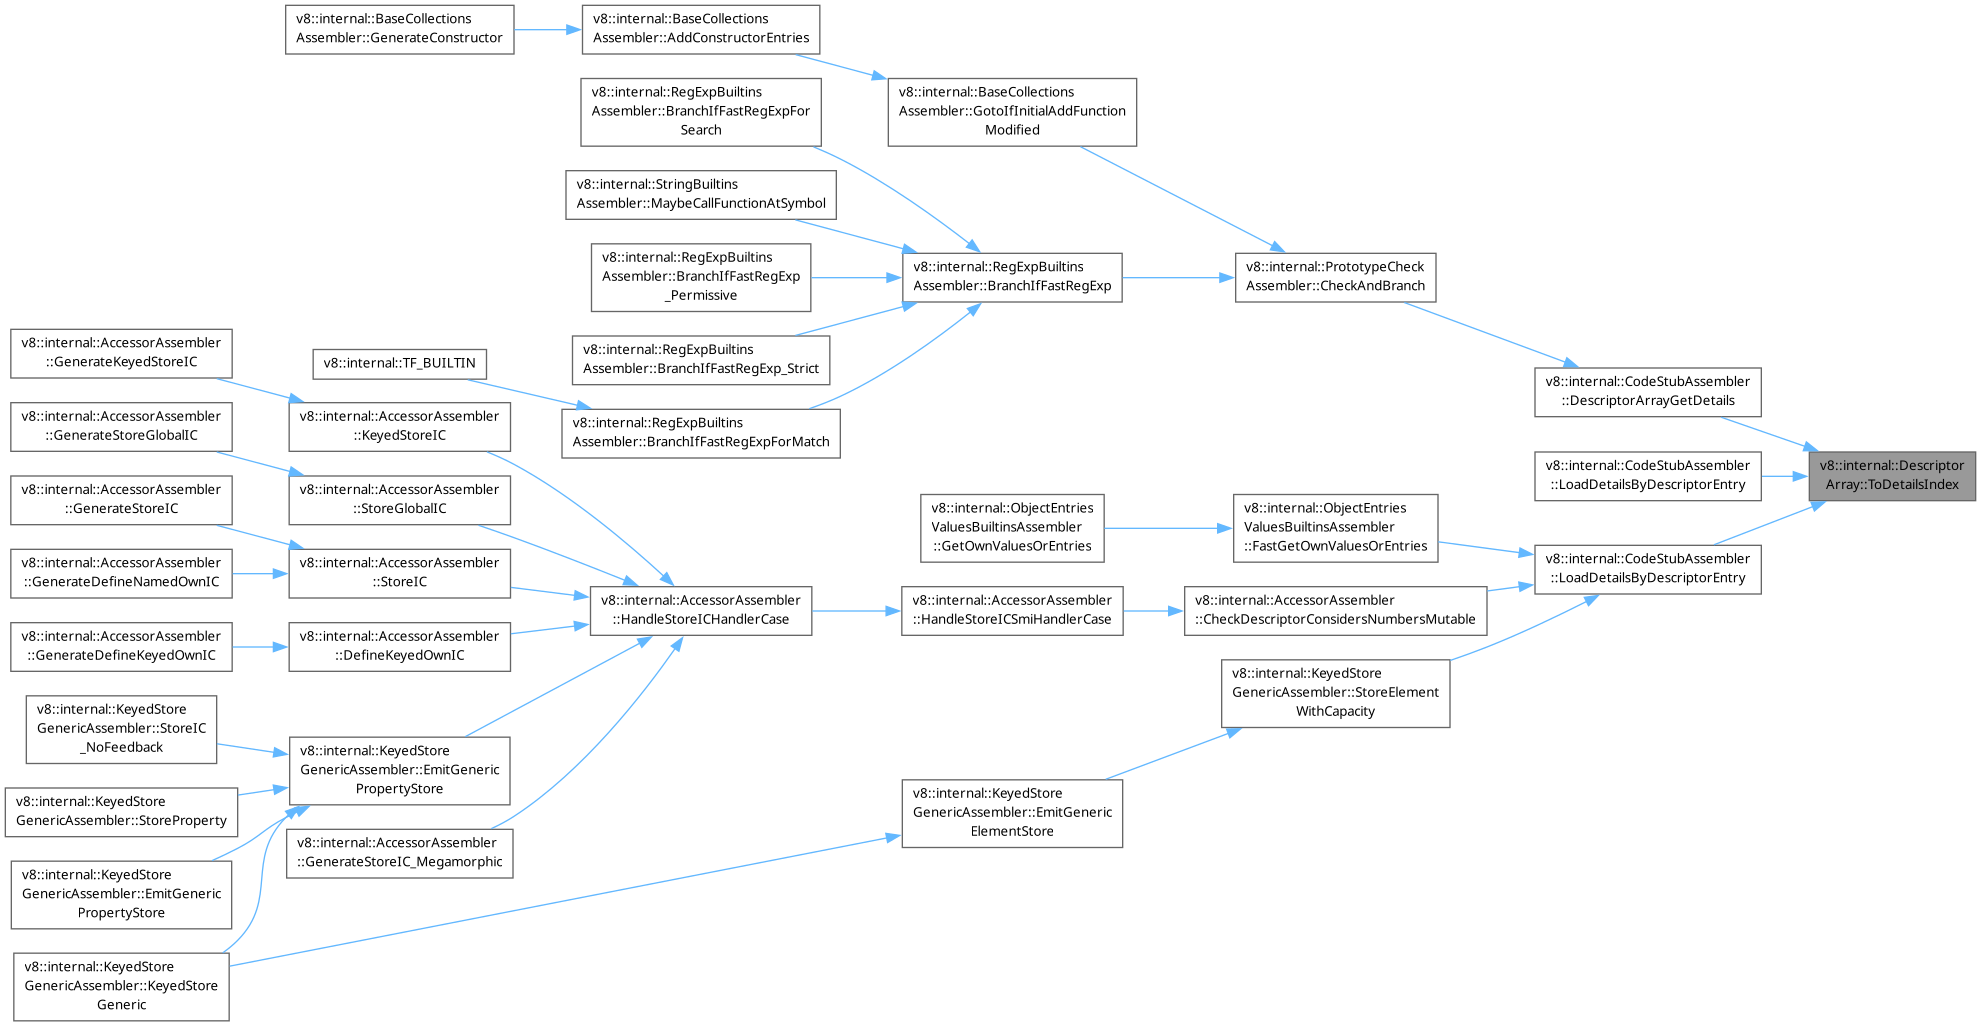 v8::internal::BaseCollections
Assembler::GenerateConstructor
v8::internal::BaseCollections
Assembler::AddConstructorEntries
v8::internal::RegExpBuiltins
Assembler::BranchIfFastRegExpFor
Search
v8::internal::BaseCollections
Assembler::GotoIfInitialAddFunction
Modified
v8::internal::StringBuiltins
Assembler::MaybeCallFunctionAtSymbol
v8::internal::RegExpBuiltins
Assembler::BranchIfFastRegExp
_Permissive
v8::internal::RegExpBuiltins
Assembler::BranchIfFastRegExp
v8::internal::PrototypeCheck
Assembler::CheckAndBranch
v8::internal::RegExpBuiltins
Assembler::BranchIfFastRegExp_Strict
v8::internal::AccessorAssembler
::GenerateKeyedStoreIC
v8::internal::TF_BUILTIN
v8::internal::CodeStubAssembler
::DescriptorArrayGetDetails
v8::internal::AccessorAssembler
::GenerateStoreGlobalIC
v8::internal::AccessorAssembler
::KeyedStoreIC
v8::internal::RegExpBuiltins
Assembler::BranchIfFastRegExpForMatch
v8::internal::CodeStubAssembler
::LoadDetailsByDescriptorEntry
v8::internal::Descriptor
Array::ToDetailsIndex
v8::internal::AccessorAssembler
::GenerateStoreIC
v8::internal::AccessorAssembler
::StoreGlobalIC
v8::internal::ObjectEntries
ValuesBuiltinsAssembler
::GetOwnValuesOrEntries
v8::internal::ObjectEntries
ValuesBuiltinsAssembler
::FastGetOwnValuesOrEntries
v8::internal::CodeStubAssembler
::LoadDetailsByDescriptorEntry
v8::internal::AccessorAssembler
::GenerateDefineNamedOwnIC
v8::internal::AccessorAssembler
::StoreIC
v8::internal::AccessorAssembler
::HandleStoreICHandlerCase
v8::internal::AccessorAssembler
::HandleStoreICSmiHandlerCase
v8::internal::AccessorAssembler
::CheckDescriptorConsidersNumbersMutable
v8::internal::AccessorAssembler
::GenerateDefineKeyedOwnIC
v8::internal::AccessorAssembler
::DefineKeyedOwnIC
v8::internal::KeyedStore
GenericAssembler::StoreElement
WithCapacity
v8::internal::KeyedStore
GenericAssembler::StoreIC
_NoFeedback
v8::internal::KeyedStore
GenericAssembler::EmitGeneric
PropertyStore
v8::internal::KeyedStore
GenericAssembler::StoreProperty
v8::internal::KeyedStore
GenericAssembler::EmitGeneric
ElementStore
v8::internal::AccessorAssembler
::GenerateStoreIC_Megamorphic
v8::internal::KeyedStore
GenericAssembler::EmitGeneric
PropertyStore
v8::internal::KeyedStore
GenericAssembler::KeyedStore
Generic